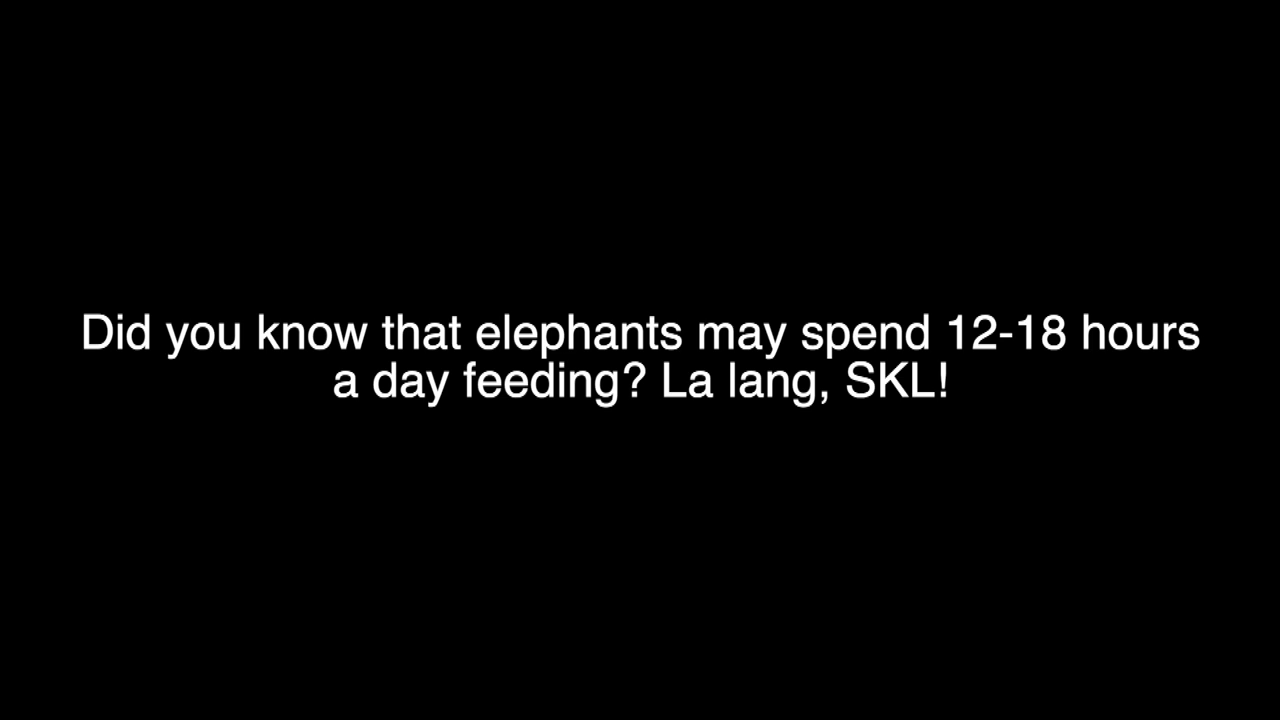 Did you know that elephants may spend 12-18 hours
a day feeding? La lang, SKL!